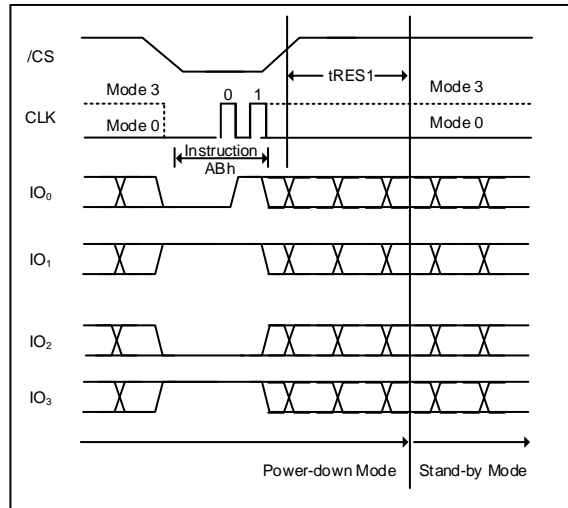 /CS
tRES1
Mode 3
0 1
Mode 3
CLK
Mode 0
Mode 0
Instruction
ABh
IO₀
IO₁
IO₂
IO₃
Power-down Mode
Stand-by Mode